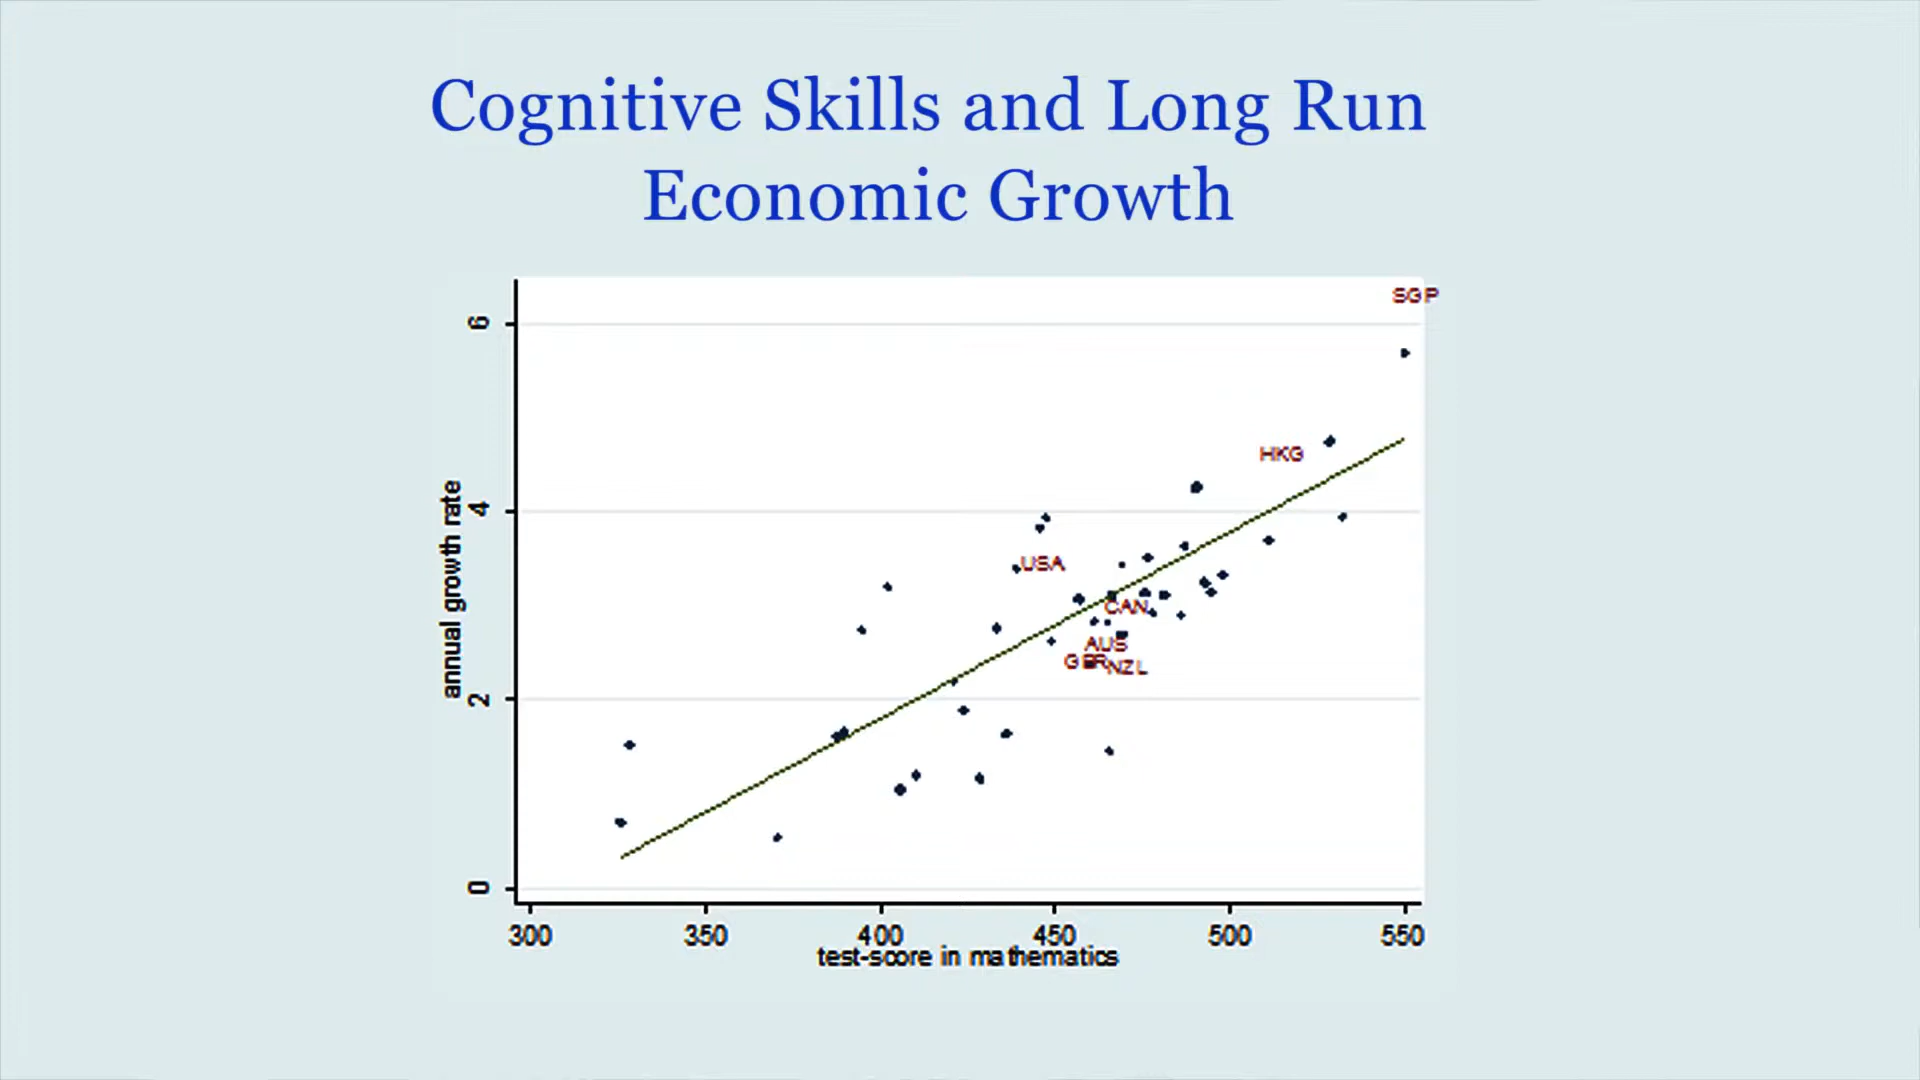 Cognitive Skills and Long Run
Economic Growth
SGP
6
HKG
annual growth rate
4
USA
CAN
AUS
GBR
NZL
2
0
300 350 400 450 500 550
test-score in mathematics